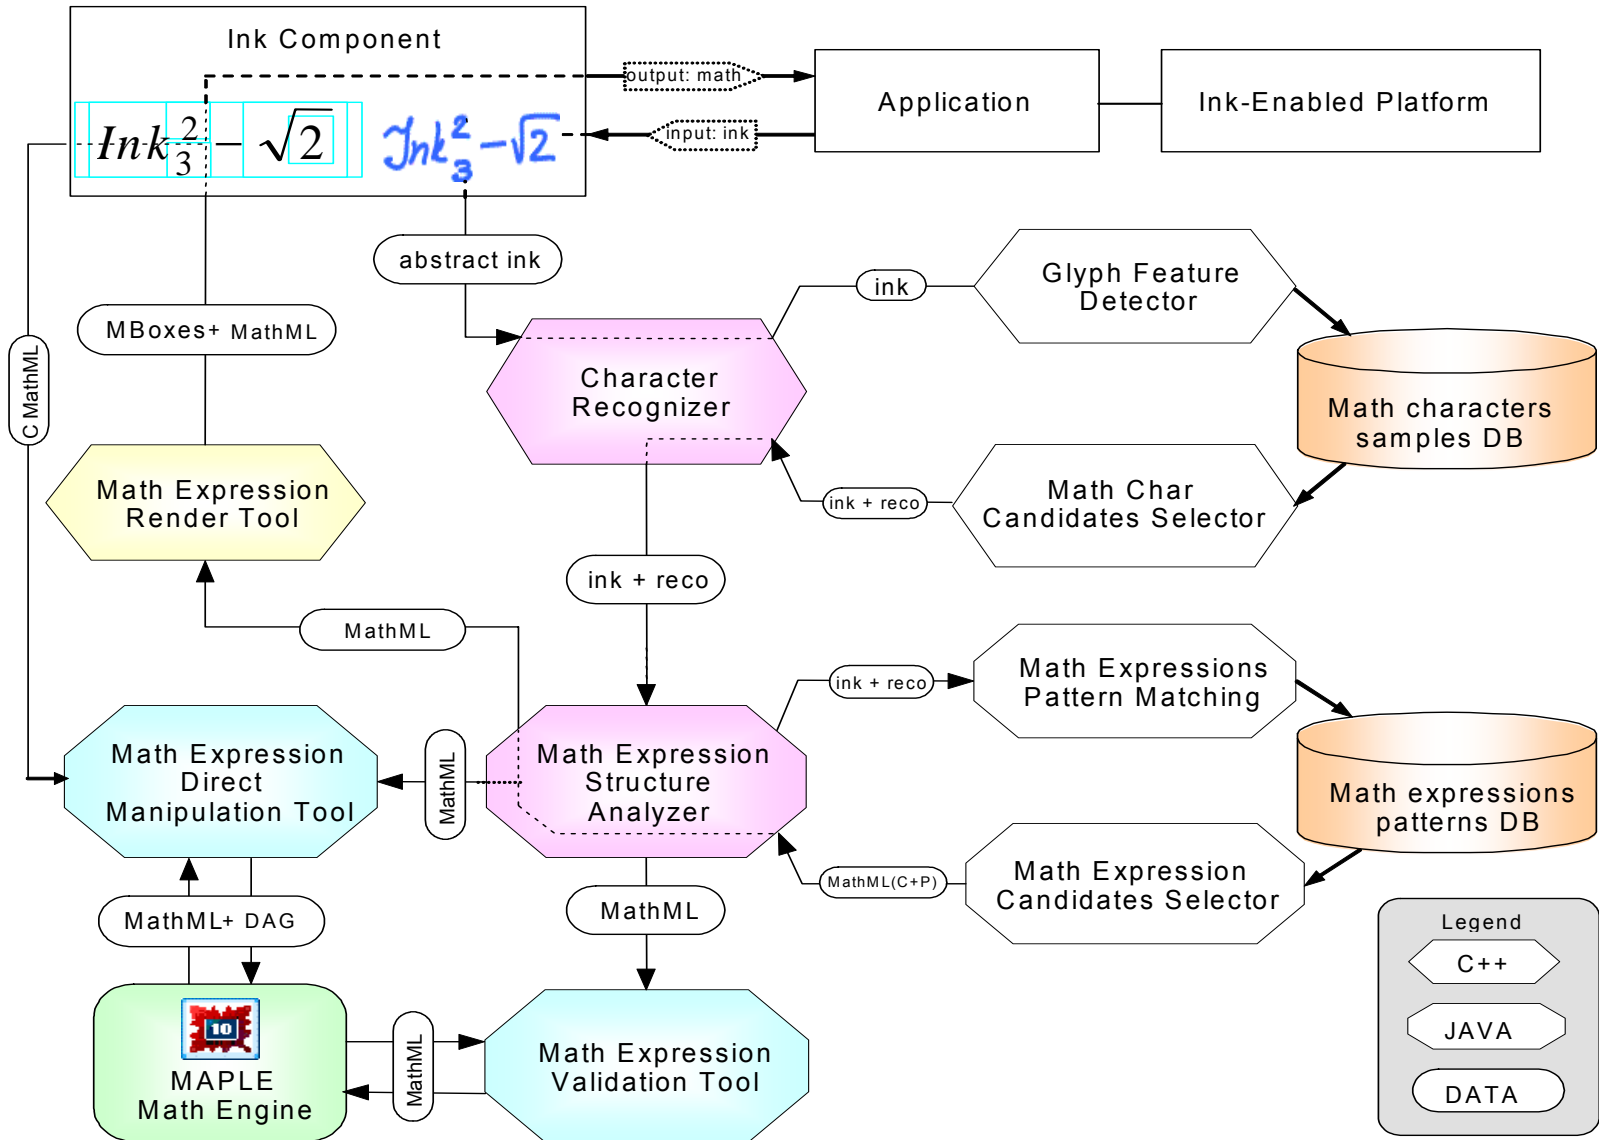 Ink Component
output: math
input: ink
Application
Ink-Enabled Platform
Ink 2/3 − √2
Ink 2 3 − √2
abstract ink
ink
Glyph Feature
Detector
MBoxes+ MathML
C MathML
Character
Recognizer
Math characters
samples DB
Math Expression
Render Tool
ink + reco
Math Char
Candidates Selector
ink + reco
MathML
ink + reco
Math Expressions
Pattern Matching
Math Expression
Direct
Manipulation Tool
MathML
Math Expression
Structure
Analyzer
Math expressions
patterns DB
MathML(C+P)
Math Expression
Candidates Selector
MathML+ DAG
MathML
Legend
C++
JAVA
DATA
10
MAPLE
Math Engine
MathML
Math Expression
Validation Tool